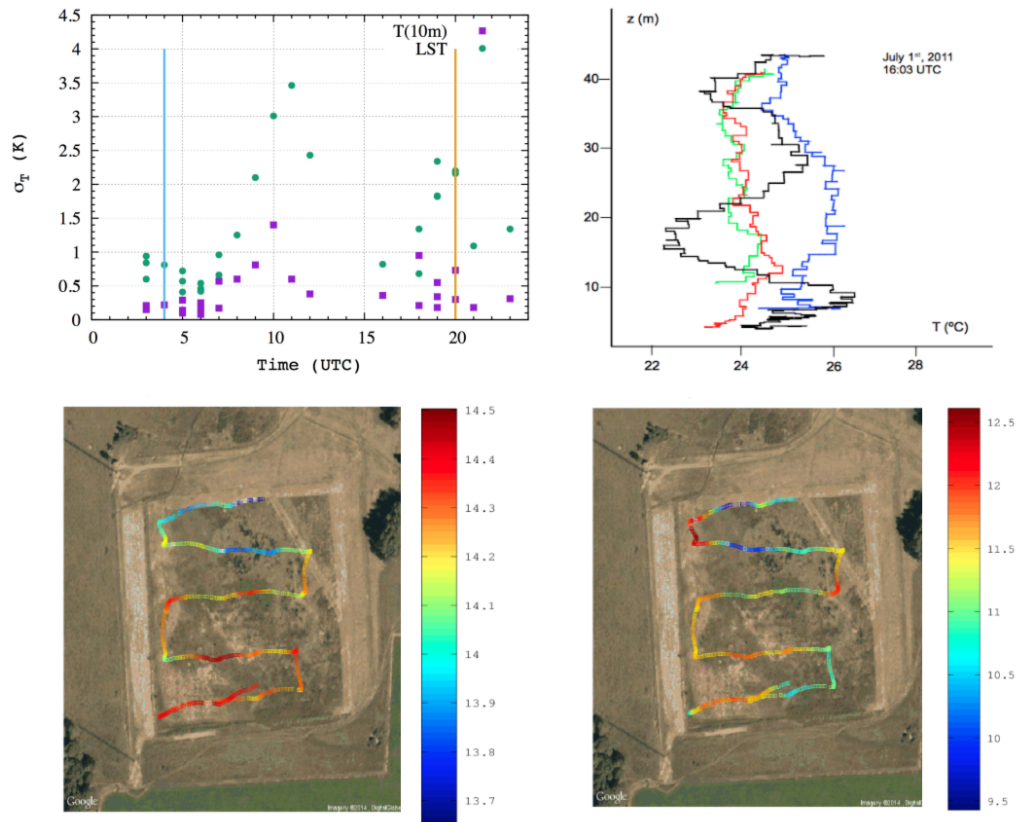 4.5
4
3.5
3
2.5
2
1.5
1
0.5
0
σT (K)
T(10m)
LST
0 5 10 15 20
Time (UTC)
z (m)
July 1st, 2011
16:03 UTC
40
30
20
10
T (ºC)
22 24 26 28
14.5
14.4
14.3
14.2
14.1
14
13.9
13.8
13.7
Google
Imagery ©2014 , DigitalGlobe
12.5
12
11.5
11
10.5
10
9.5
Google
Imagery ©2014 , DigitalGlobe